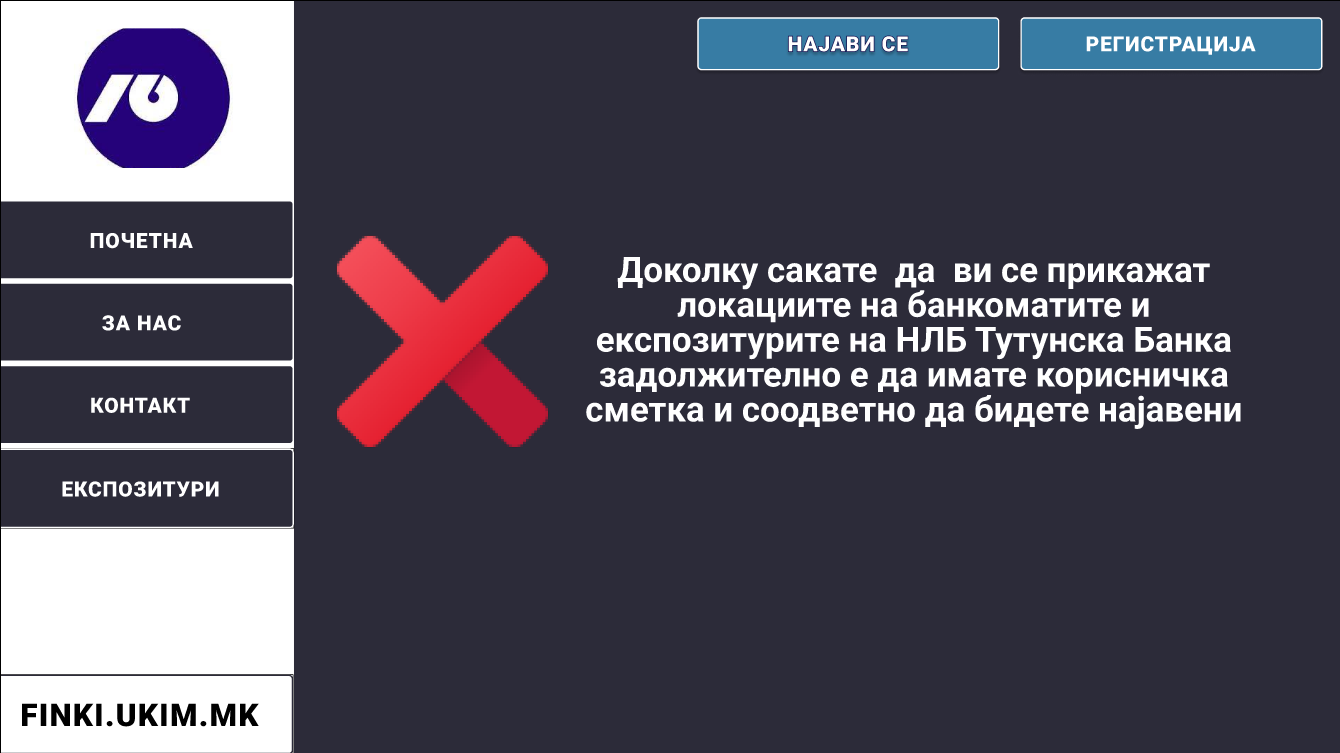 НАЈАВИ СЕ
РЕГИСТРАЦИЈА
ПОЧЕТНА
ЗА НАС
КОНТАКТ
ЕКСПОЗИТУРИ
Доколку сакате  да  ви се прикажат
локациите на банкоматите и
експозитурите на НЛБ Тутунска Банка
задолжително е да имате корисничка
сметка и соодветно да бидете најавени
FINKI.UKIM.MK